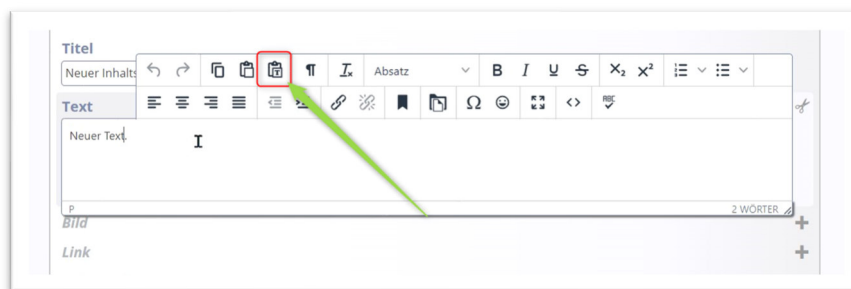 Titel
Neuer Inhalts
Absatz
Text
Neuer Text.
P
2 WÖRTER
Bild
Link